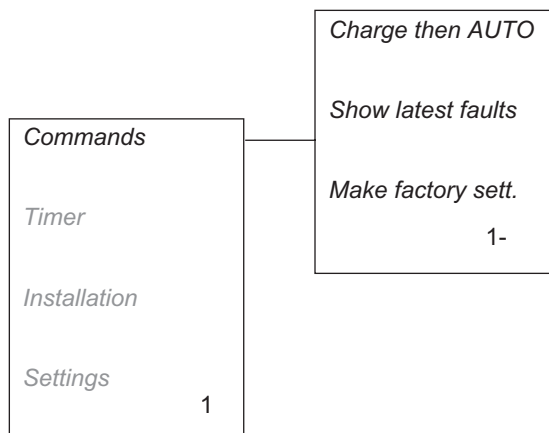 Commands
Timer
Installation
Settings
1
Charge then AUTO
Show latest faults
Make factory sett.
1-